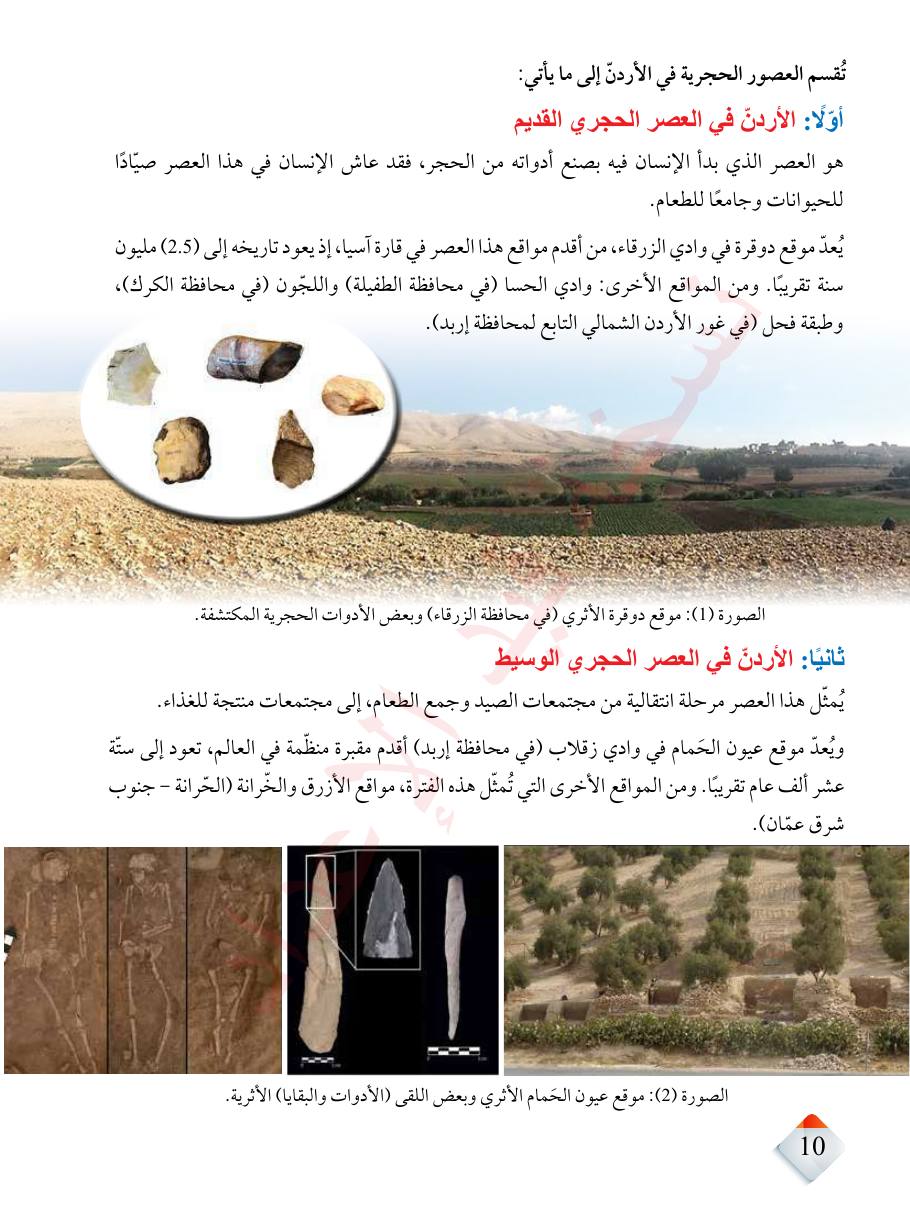 تُقسم العصور الحجرية في الأردنّ إلى ما يأتي:
أوّلًا: الأردنّ في العصر الحجري القديم
هو العصر الذي بدأ الإنسان فيه بصنع أدواته من الحجر، فقد عاش الإنسان في هذا العصر صيّادًا
للحيوانات وجامعًا للطعام.
يُعدّ موقع دوقرة في وادي الزرقاء، من أقدم مواقع هذا العصر في قارة آسيا، إذ يعود تاريخه إلى (2.5) مليون
سنة تقريبًا. ومن المواقع الأخرى: وادي الحسا (في محافظة الطفيلة) واللجّون (في محافظة الكرك)،
وطبقة فحل (في غور الأردن الشمالي التابع لمحافظة إربد).
الصورة (1): موقع دوقرة الأثري (في محافظة الزرقاء) وبعض الأدوات الحجرية المكتشفة.
ثانيًا: الأردنّ في العصر الحجري الوسيط
يُمثّل هذا العصر مرحلة انتقالية من مجتمعات الصيد وجمع الطعام، إلى مجتمعات منتجة للغذاء.
ويُعدّ موقع عيون الحَمام في وادي زقلاب (في محافظة إربد) أقدم مقبرة منظّمة في العالم، تعود إلى ستّة
عشر ألف عام تقريبًا. ومن المواقع الأخرى التي تُمثّل هذه الفترة، مواقع الأزرق والخّرانة (الحّرانة – جنوب
شرق عمّان).
الصورة (2): موقع عيون الحَمام الأثري وبعض اللقى (الأدوات والبقايا) الأثرية.
10